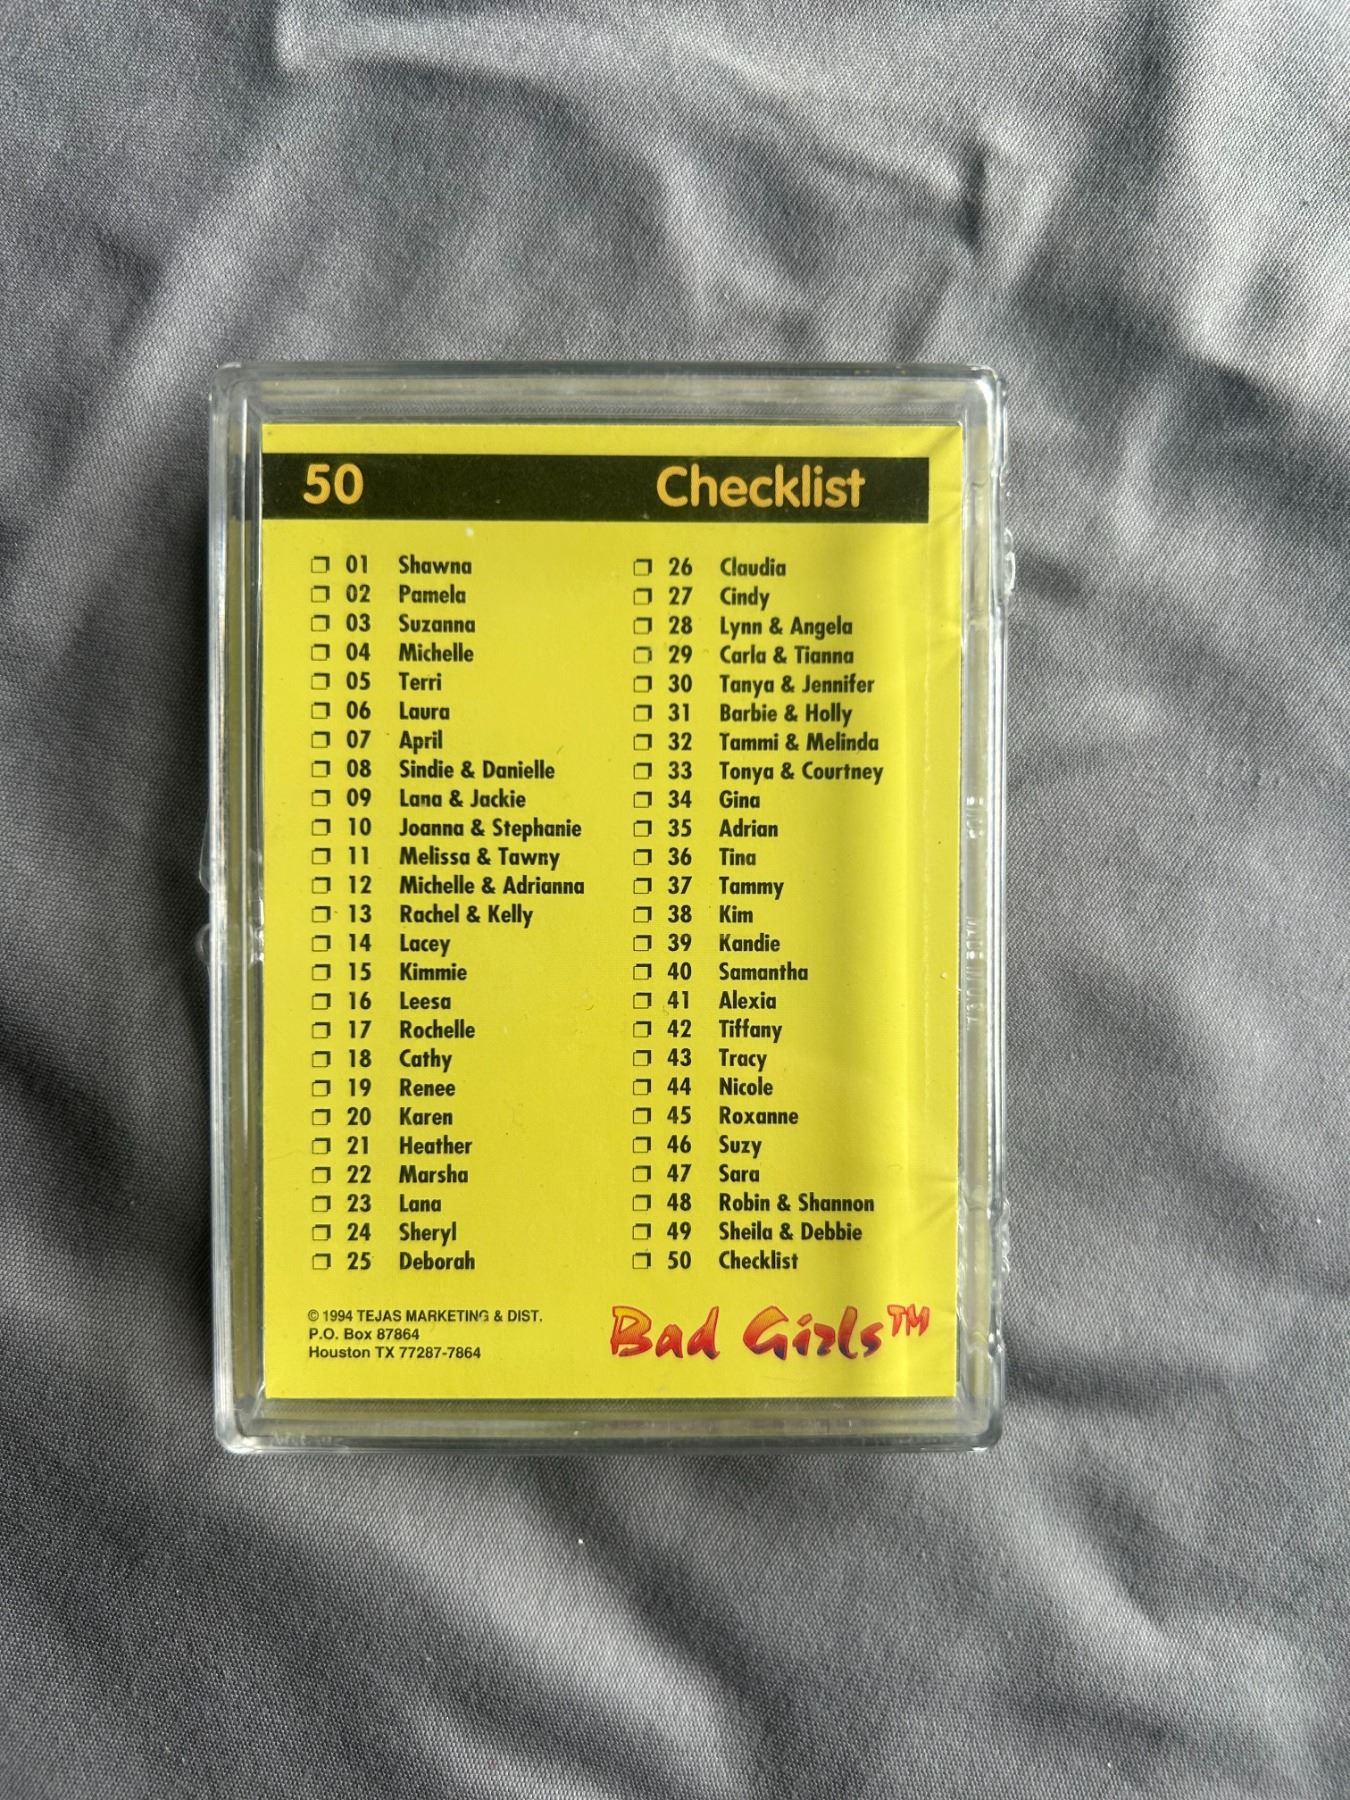 50 Checklist
01 Shawna
02 Pamela
03 Suzanna
04 Michelle
05 Terri
06 Laura
07 April
08 Sindie & Danielle
09 Lana & Jackie
10 Joanna & Stephanie
11 Melissa & Tawny
12 Michelle & Adrianna
13 Rachel & Kelly
14 Lacey
15 Kimmie
16 Leesa
17 Rochelle
18 Cathy
19 Renee
20 Karen
21 Heather
22 Marsha
23 Lana
24 Sheryl
25 Deborah
26 Claudia
27 Cindy
28 Lynn & Angela
29 Carla & Tianna
30 Tanya & Jennifer
31 Barbie & Holly
32 Tammi & Melinda
33 Tonya & Courtney
34 Gina
35 Adrian
36 Tina
37 Tammy
38 Kim
39 Kandie
40 Samantha
41 Alexia
42 Tiffany
43 Tracy
44 Nicole
45 Roxanne
46 Suzy
47 Sara
48 Robin & Shannon
49 Sheila & Debbie
50 Checklist
© 1994 TEJAS MARKETING & DIST.
P.O. Box 87864
Houston TX 77287-7864
Bad Girls™
MADE IN U.S.A.